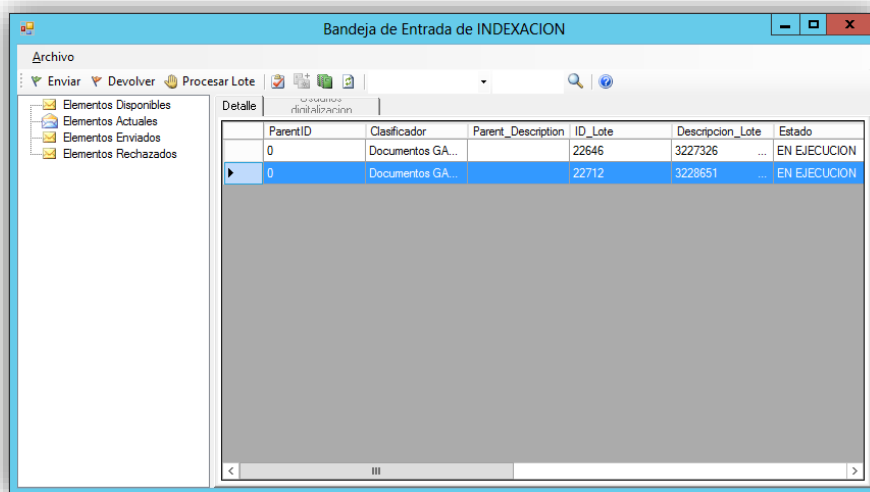 Bandeja de Entrada de INDEXACION
Archivo
Enviar Devolver Procesar Lote
Elementos Disponibles
Elementos Actuales
Elementos Enviados
Elementos Rechazados
Detalle
digitalizacion
ParentID Clasificador Parent_Description ID_Lote Descripcion_Lote Estado
0 Documentos GA... 22646 3227326 ... EN EJECUCION
0 Documentos GA... 22712 3228651 ... EN EJECUCION